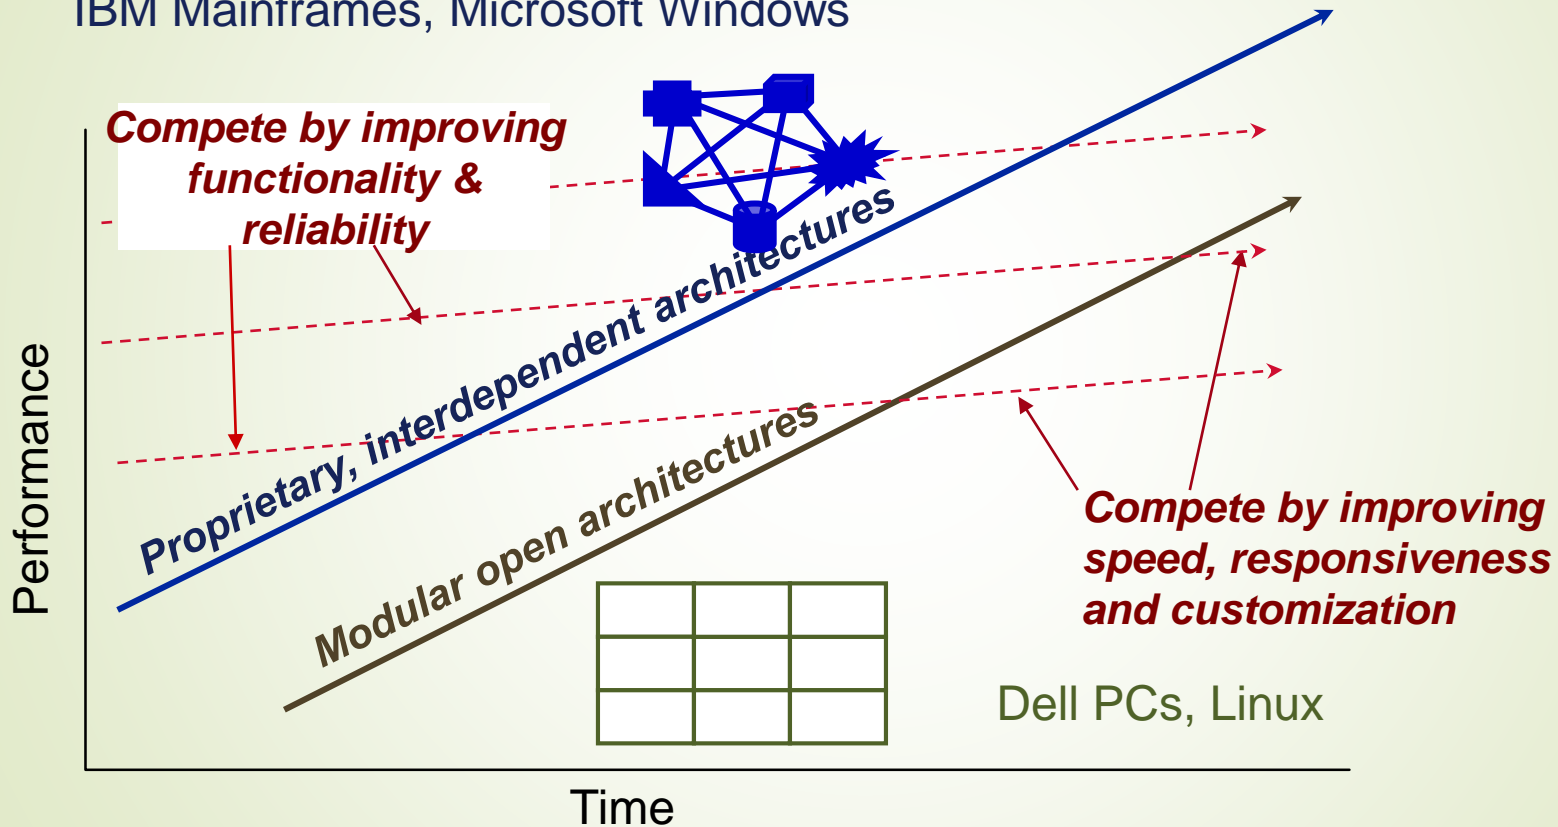 IBM Mainframes, Microsoft Windows
Compete by improving
functionality &
reliability
Proprietary, interdependent architectures
Modular open architectures
Performance
Compete by improving
speed, responsiveness
and customization
Dell PCs, Linux
Time